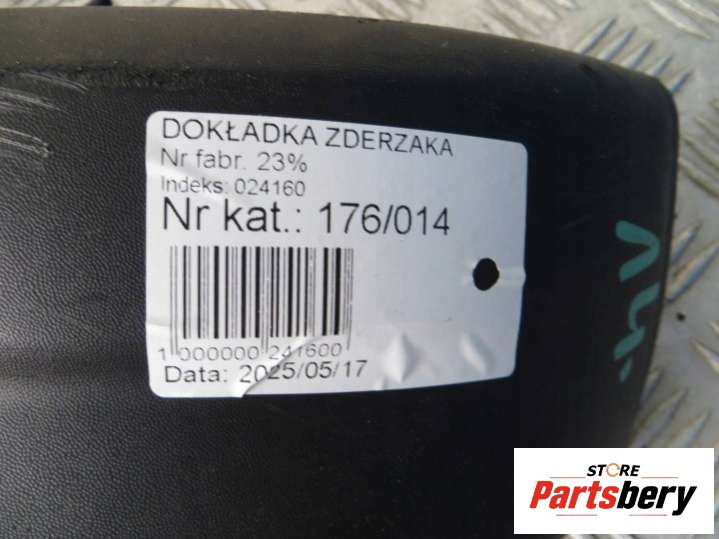 DOKŁADKA ZDERZAKA
Nr fabr. 23%
Indeks: 024160
Nr kat.: 176/014
1 000000 241600
Data: 2025/05/17
STORE
Partsbery